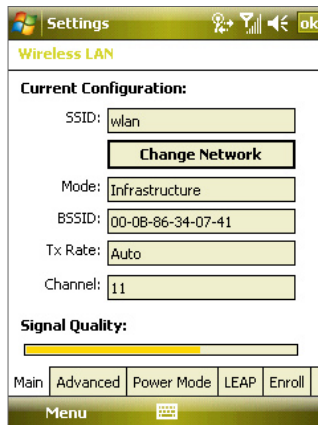 Settings
ok
Wireless LAN
Current Configuration:
SSID: wlan
Change Network
Mode: Infrastructure
BSSID: 00-0B-86-34-07-41
Tx Rate: Auto
Channel: 11
Signal Quality:
Main Advanced Power Mode LEAP Enroll
Menu